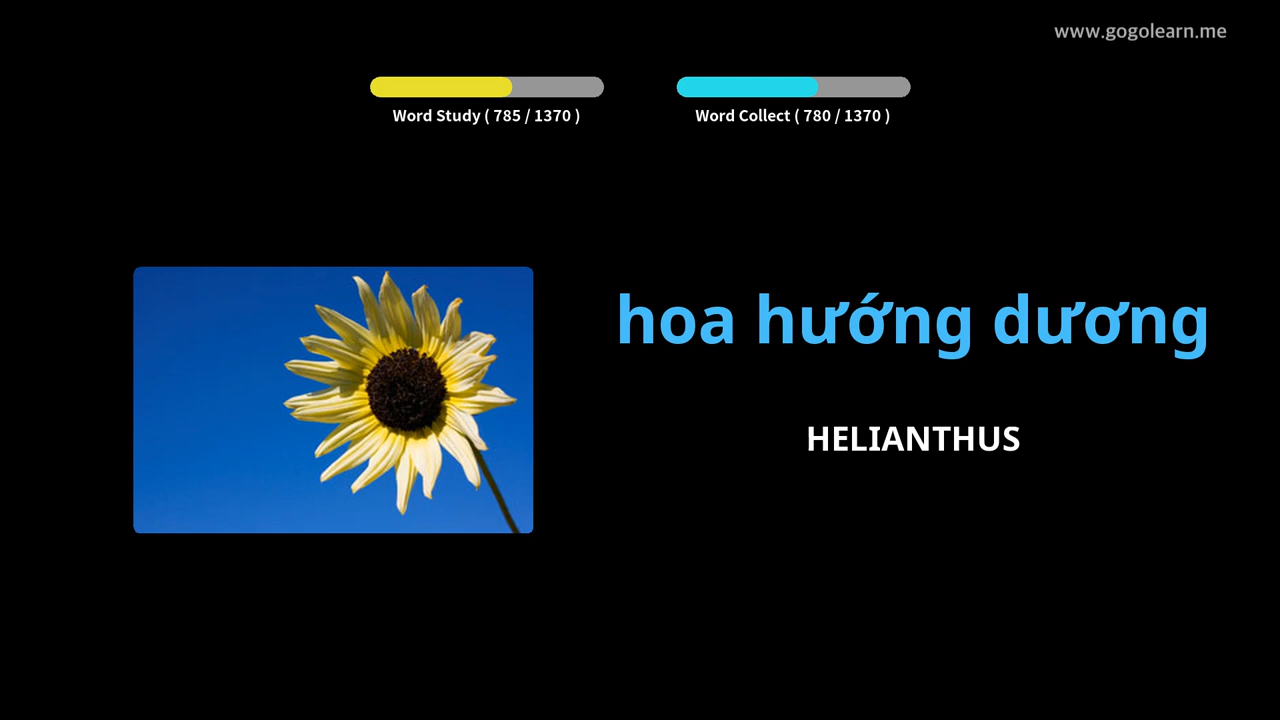 www.gogolearn.me
Word Study ( 785 / 1370 )
Word Collect ( 780 / 1370 )
hoa hướng dương
HELIANTHUS